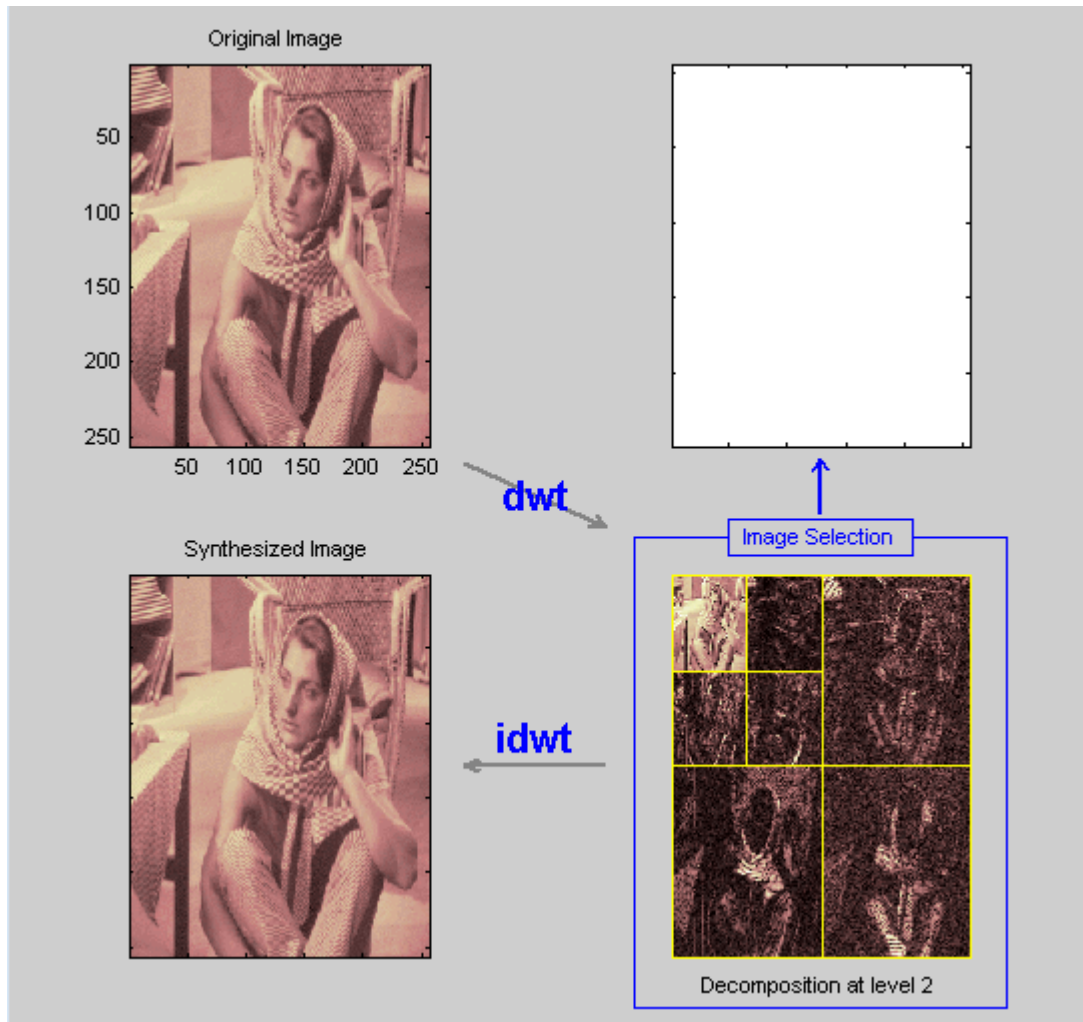 Original Image
50
100
150
200
250
50 100 150 200 250
dwt
Image Selection
Synthesized Image
idwt
Decomposition at level 2